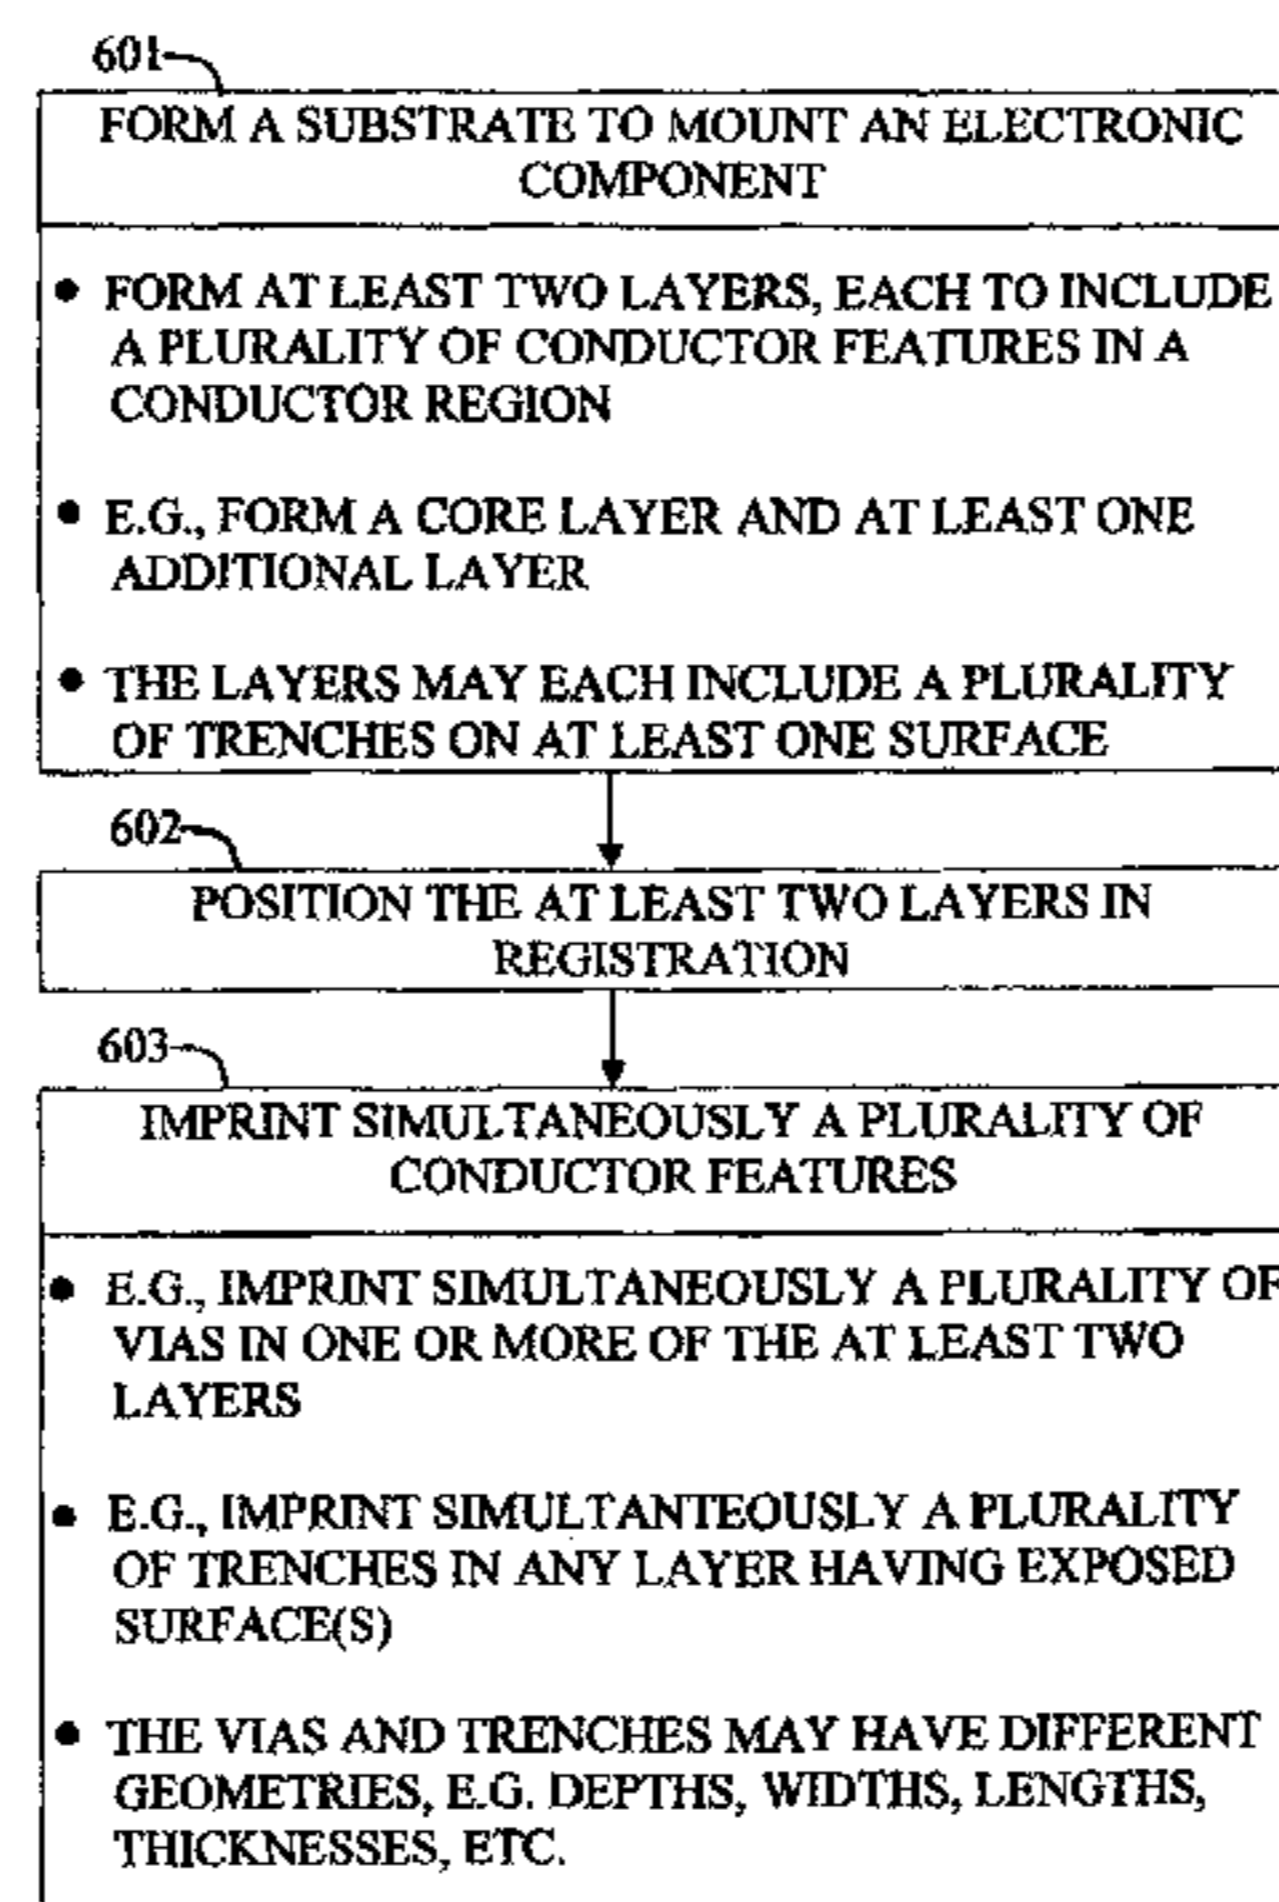 601
FORM A SUBSTRATE TO MOUNT AN ELECTRONIC
COMPONENT
• FORM AT LEAST TWO LAYERS, EACH TO INCLUDE
A PLURALITY OF CONDUCTOR FEATURES IN A
CONDUCTOR REGION
• E.G., FORM A CORE LAYER AND AT LEAST ONE
ADDITIONAL LAYER
• THE LAYERS MAY EACH INCLUDE A PLURALITY
OF TRENCHES ON AT LEAST ONE SURFACE
602
POSITION THE AT LEAST TWO LAYERS IN
REGISTRATION
603
IMPRINT SIMULTANEOUSLY A PLURALITY OF
CONDUCTOR FEATURES
• E.G., IMPRINT SIMULTANEOUSLY A PLURALITY OF
VIAS IN ONE OR MORE OF THE AT LEAST TWO
LAYERS
• E.G., IMPRINT SIMULTANTEOUSLY A PLURALITY
OF TRENCHES IN ANY LAYER HAVING EXPOSED
SURFACE(S)
• THE VIAS AND TRENCHES MAY HAVE DIFFERENT
GEOMETRIES, E.G. DEPTHS, WIDTHS, LENGTHS,
THICKNESSES, ETC.